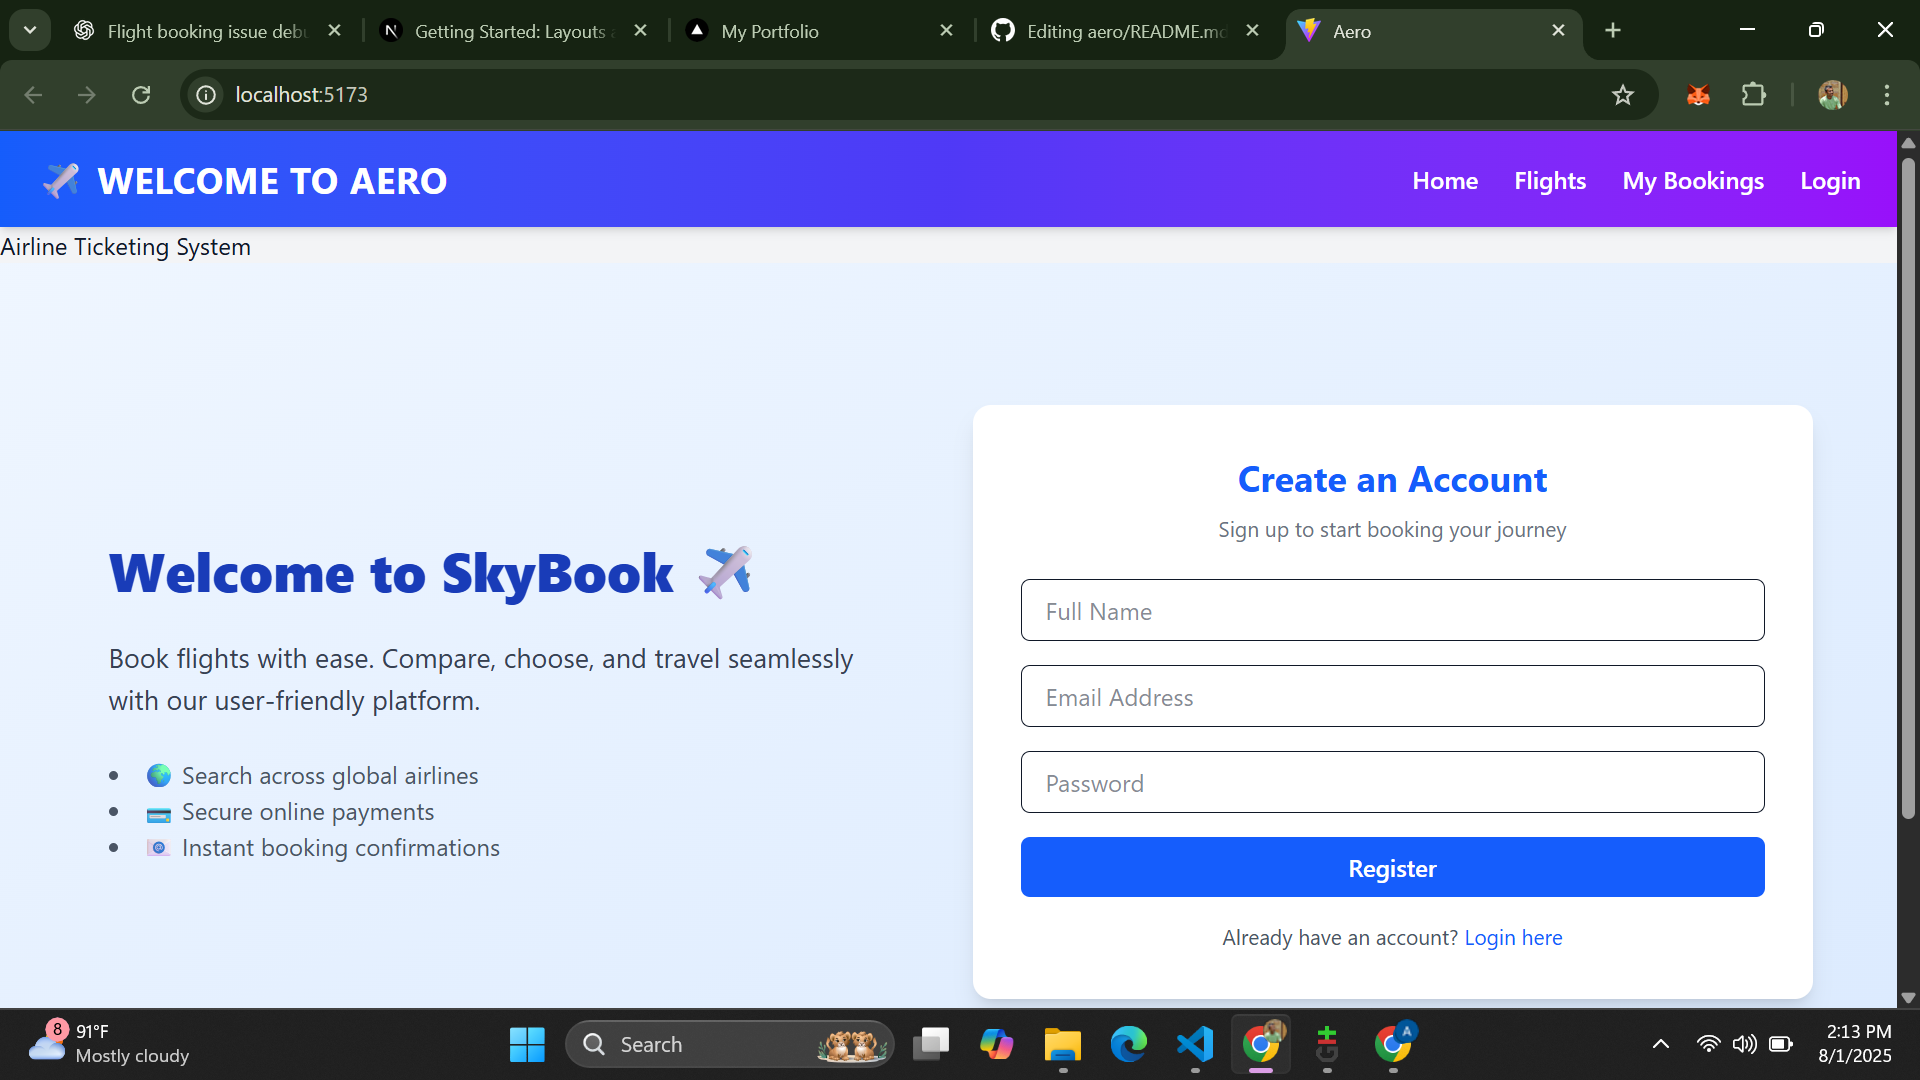 Flight booking issue debu
Getting Started: Layouts a
My Portfolio
Editing aero/README.md
Aero
localhost:5173
WELCOME TO AERO
Home
Flights
My Bookings
Login
Airline Ticketing System
Welcome to SkyBook
Book flights with ease. Compare, choose, and travel seamlessly
with our user-friendly platform.
Search across global airlines
Secure online payments
Instant booking confirmations
Create an Account
Sign up to start booking your journey
Full Name
Email Address
Password
Register
Already have an account? Login here
8
91°F
Mostly cloudy
Search
A
2:13 PM
8/1/2025